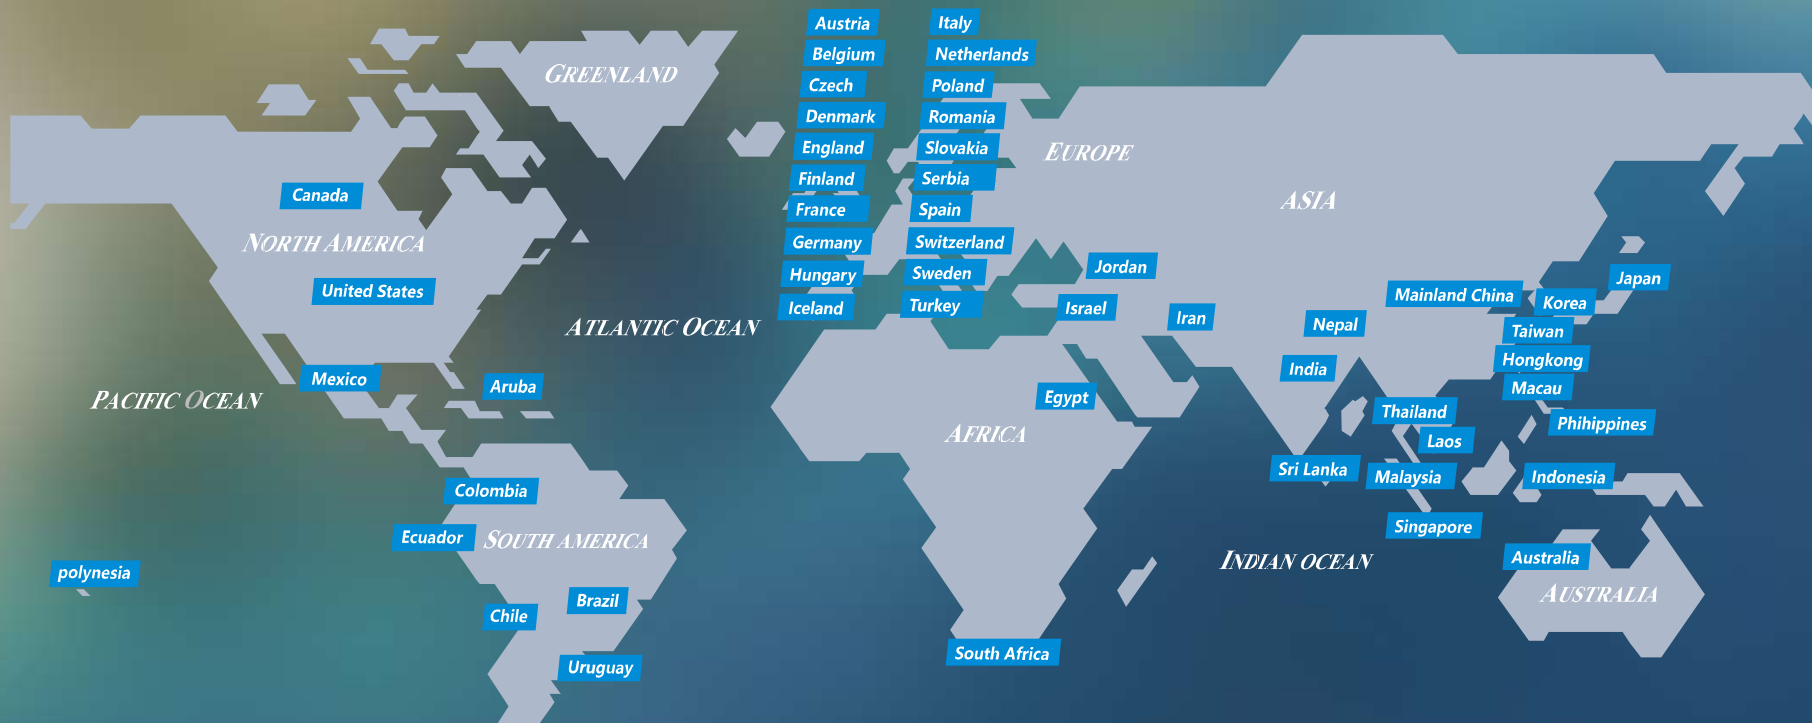 Austria
Italy
Belgium
Netherlands
GREENLAND
Czech
Poland
Denmark
Romania
England
Slovakia
EUROPE
Finland
Serbia
Canada
ASIA
France
Spain
NORTH AMERICA
Germany
Switzerland
Jordan
Hungary
Sweden
Japan
United States
Mainland China
Korea
Iceland
Turkey
Israel
Iran
Nepal
ATLANTIC OCEAN
Taiwan
Hongkong
India
Mexico
Aruba
Macau
PACIFIC OCEAN
Egypt
Thailand
Phihippines
AFRICA
Laos
Sri Lanka
Malaysia
Indonesia
Colombia
Singapore
Ecuador
SOUTH AMERICA
Australia
INDIAN OCEAN
polynesia
AUSTRALIA
Brazil
Chile
South Africa
Uruguay